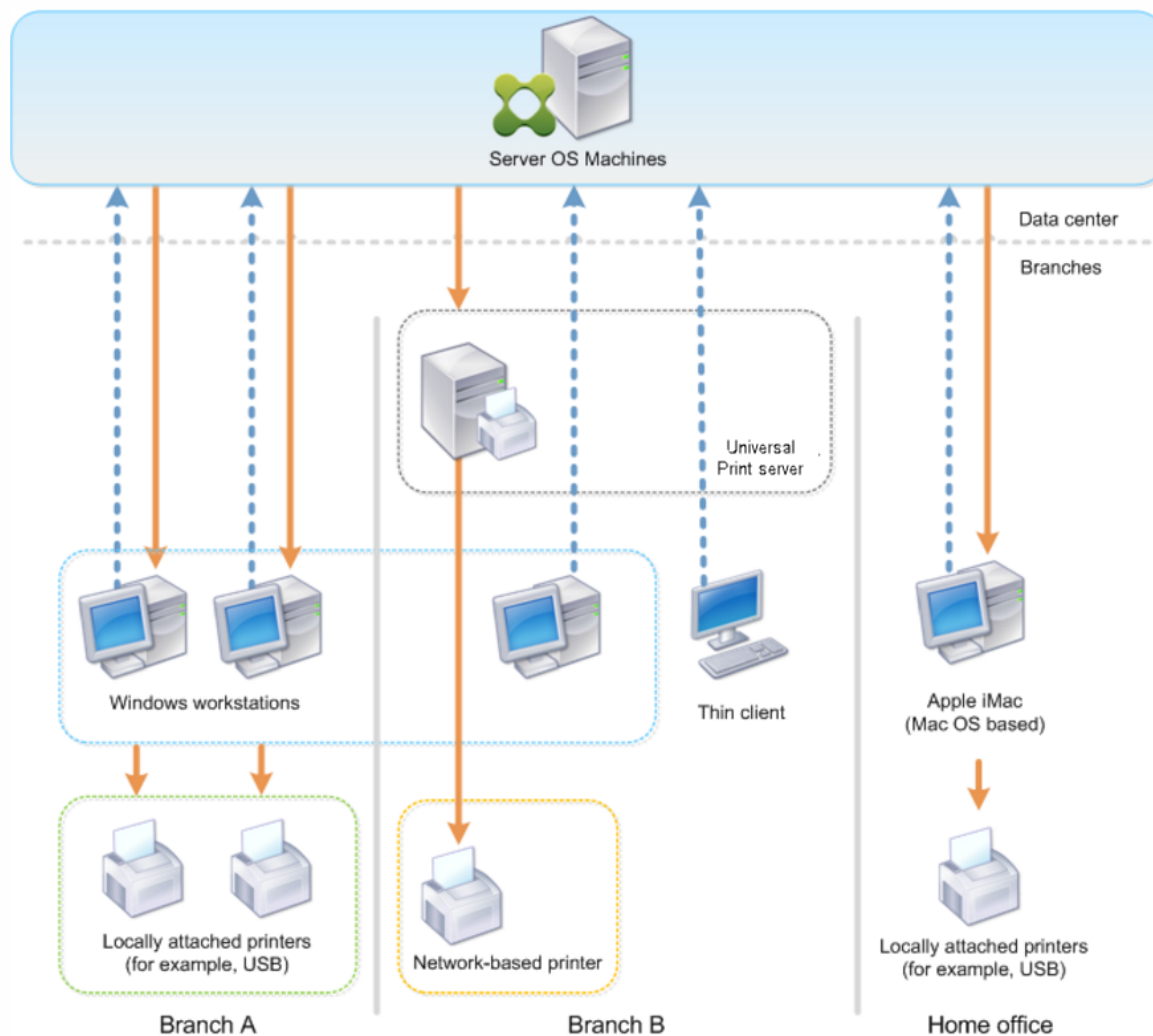 Server OS Machines
Data center
Branches
Universal
Print server
Windows workstations
Thin client
Apple iMac
(Mac OS based)
Locally attached printers
(for example, USB)
Network-based printer
Locally attached printers
(for example, USB)
Branch A
Branch B
Home office